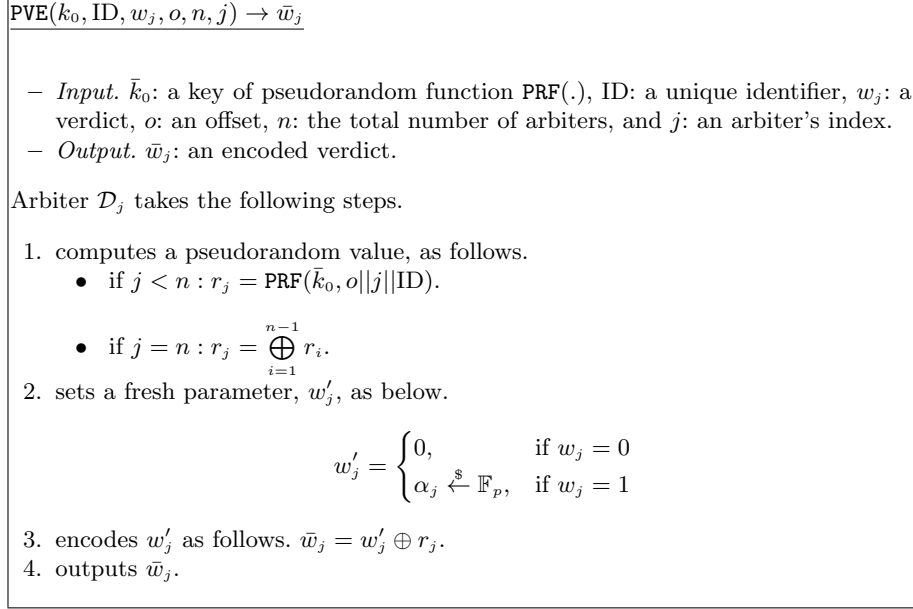 PVE(k₀, ID, wⱼ, o, n, j) → w̄ⱼ
– Input. k̄₀: a key of pseudorandom function PRF(.), ID: a unique identifier, wⱼ: a
verdict, o: an offset, n: the total number of arbiters, and j: an arbiter's index.
– Output. w̄ⱼ: an encoded verdict.
Arbiter 𝒟ⱼ takes the following steps.
1. computes a pseudorandom value, as follows.
• if j < n : rⱼ = PRF(k̄₀, o||j||ID).
• if j = n : rⱼ = ⊕ᵢ₌₁ⁿ⁻¹ rᵢ.
2. sets a fresh parameter, w′ⱼ, as below.
w′ⱼ = { 0, if wⱼ = 0
αⱼ ←$ 𝔽ₚ, if wⱼ = 1
3. encodes w′ⱼ as follows. w̄ⱼ = w′ⱼ ⊕ rⱼ.
4. outputs w̄ⱼ.